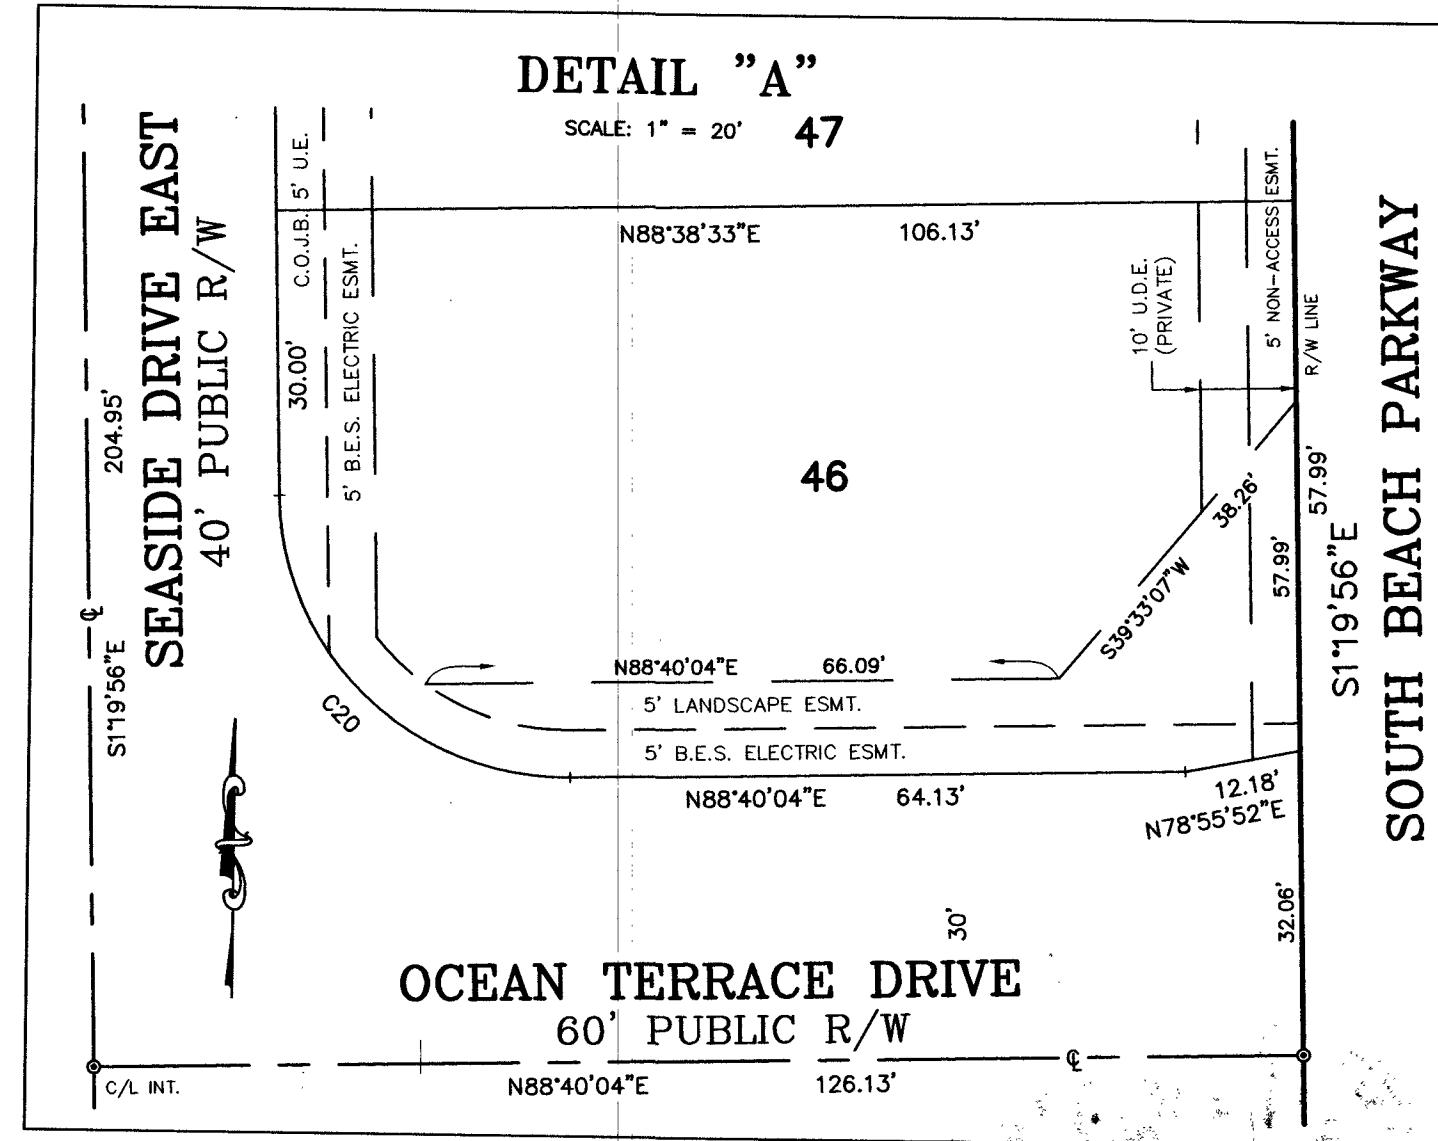 DETAIL "A"
SCALE: 1" = 20'
47
SEASIDE DRIVE EAST
40' PUBLIC R/W
C.O.J.B. 5' U.E.
5' B.E.S. ELECTRIC ESMT.
30.00'
204.95'
℄
S1°19'56"E
N88°38'33"E 106.13'
10' U.D.E.
(PRIVATE)
5' NON-ACCESS ESMT.
R/W LINE
46
38.26'
S39°33'07"W
57.99'
57.99'
S1°19'56"E
SOUTH BEACH PARKWAY
N88°40'04"E 66.09'
5' LANDSCAPE ESMT.
C20
5' B.E.S. ELECTRIC ESMT.
N88°40'04"E 64.13'
12.18'
N78°55'52"E
30'
32.06'
OCEAN TERRACE DRIVE
60' PUBLIC R/W
℄
C/L INT.
N88°40'04"E 126.13'